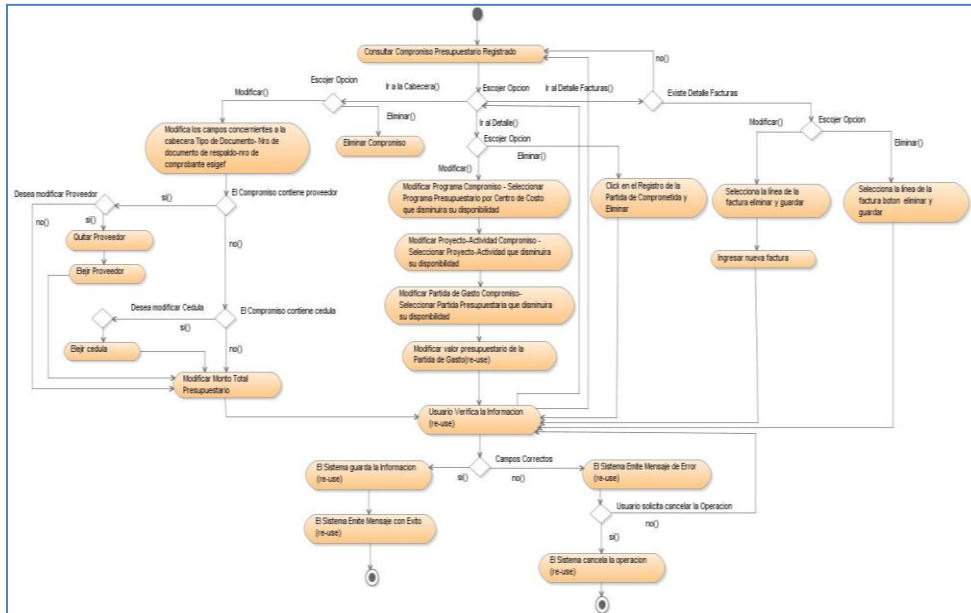 Consultar Compromiso Presupuestario Registrado
no()
Escojer Opcion
Ir a la Cabecera()
Escojer Opcion
Ir al Detalle Facturas()
Existe Detalle Facturas
Modificar()
Eliminar()
Ir al Detalle()
Escojer Opcion
Modificar()
Escojer Opcion
Eliminar()
Modifica los campos concernientes a la
cabecera Tipo de Documento- Nro de
documento de respaldo-nro de
comprobante esigef
Eliminar Compromiso
Modificar()
Eliminar()
Desea modificar Proveedor
si()
El Compromiso contiene proveedor
Modificar Programa Compromiso - Seleccionar
Programa Presupuestario por Centro de Costo
que disminuira su disponibilidad
Click en el Registro de la
Partida de Comprometida y
Eliminar
Selecciona la línea de la
factura eliminar y guardar
Selecciona la línea de la
factura boton eliminar y
guardar
no()
si()
Quitar Proveedor
no()
Modificar Proyecto-Actividad Compromiso -
Seleccionar Proyecto-Actividad que disminuira
su disponibilidad
Elejir Proveedor
Ingresar nueva factura
Modificar Partida de Gasto Compromiso-
Seleccionar Partida Presupuestaria que disminuira
su disponibilidad
Desea modificar Cedula
El Compromiso contiene cedula
si()
Elejir cedula
no()
Modificar valor presupuestario de la
Partida de Gasto(re-use)
Modificar Monto Total
Presupuestario
Usuario Verifica la Informacion
(re-use)
Campos Correctos
El Sistema guarda la Informacion
(re-use)
si()
no()
El Sistema Emite Mensaje de Error
(re-use)
Usuario solicita cancelar la Operacion
El Sistema Emite Mensaje con Exito
(re-use)
no()
si()
El Sistema cancela la operacion
(re-use)